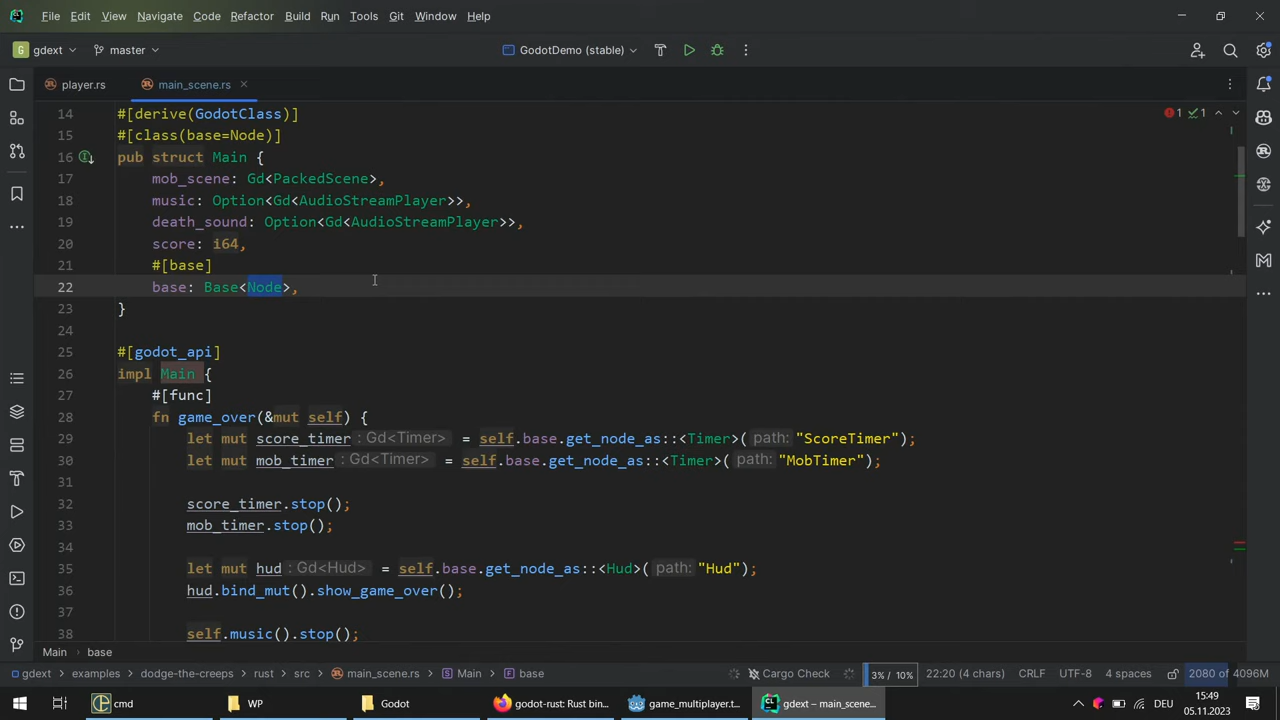 File Edit View Navigate Code Refactor Build Run Tools Git Window Help
G gdext master GodotDemo (stable)
player.rs main_scene.rs
14 #[derive(GodotClass)]
15 #[class(base=Node)]
16 pub struct Main {
17 mob_scene: Gd<PackedScene>,
18 music: Option<Gd<AudioStreamPlayer>>,
19 death_sound: Option<Gd<AudioStreamPlayer>>,
20 score: i64,
21 #[base]
22 base: Base<Node>,
23 }
24
25 #[godot_api]
26 impl Main {
27 #[func]
28 fn game_over(&mut self) {
29 let mut score_timer : Gd<Timer> = self.base.get_node_as::<Timer>( path: "ScoreTimer");
30 let mut mob_timer : Gd<Timer> = self.base.get_node_as::<Timer>( path: "MobTimer");
31
32 score_timer.stop();
33 mob_timer.stop();
34
35 let mut hud : Gd<Hud> = self.base.get_node_as::<Hud>( path: "Hud");
36 hud.bind_mut().show_game_over();
37
38 self.music().stop();
1 1
Main › base
gdext › examples › dodge-the-creeps › rust › src › main_scene.rs › Main › base Cargo Check 3% / 10% 22:20 (4 chars) CRLF UTF-8 4 spaces 2080 of 4096M
cmd WP Godot godot-rust: Rust bin... game_multiplayer.t... gdext – main_scene... DEU 15:49
05.11.2023